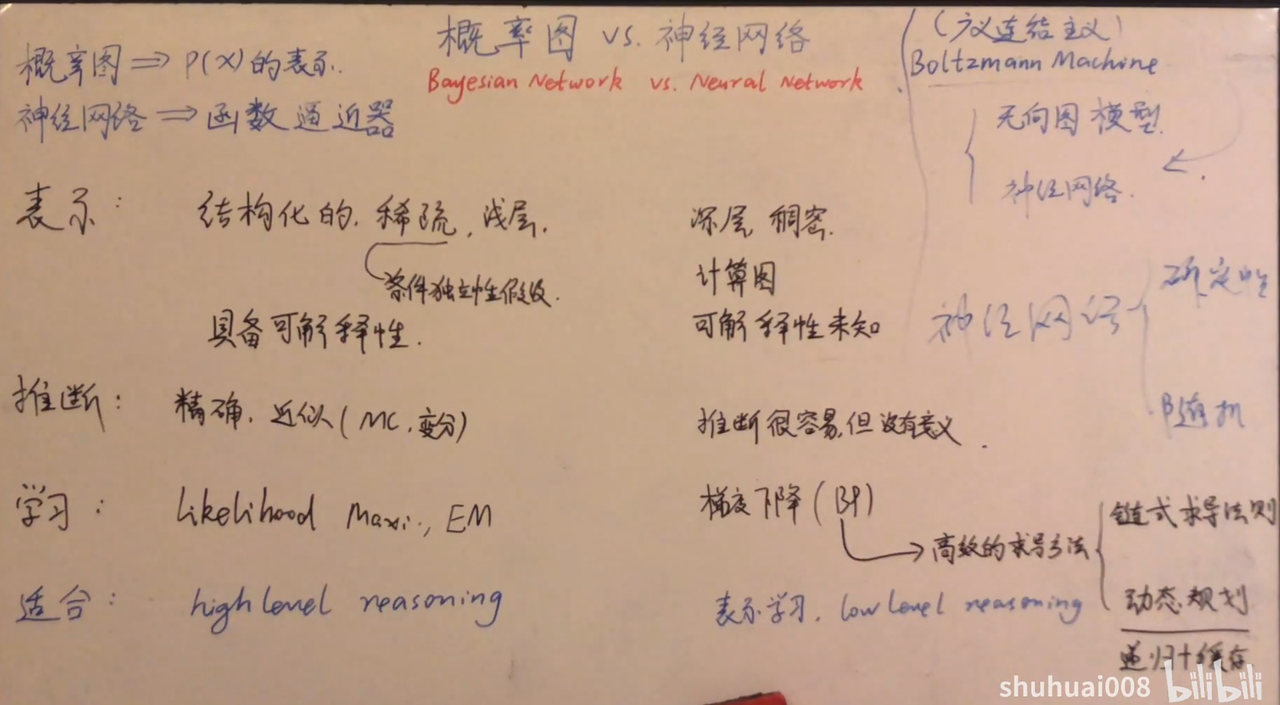 概率图 vs. 神经网络
Bayesian Network vs. Neural Network
概率图 ⇒ P(X)的表示.
神经网络 ⇒ 函数逼近器
(广义连结主义)
Boltzmann Machine
无向图模型.
神经网络.
表示: 结构化的. 稀疏, 浅层. 深层, 稠密.
条件独立性假设. 计算图
具备可解释性. 可解释性未知
神经网络 确定性
随机
推断: 精确, 近似(MC, 变分) 推断很容易, 但没有意义.
学习: Likelihood Maxi., EM 梯度下降(BP)
→ 高效的求导方法
链式求导法则
动态规划
递归+缓存
适合: high level reasoning 表示学习. low level reasoning
shuhuai008 bilibili